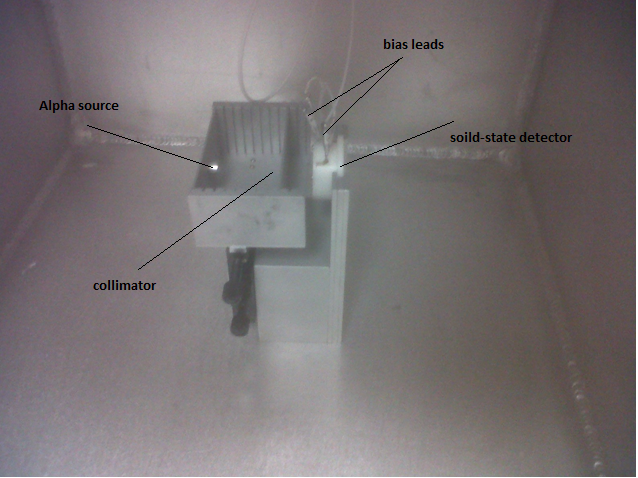 bias leads
Alpha source
soild-state detector
collimator